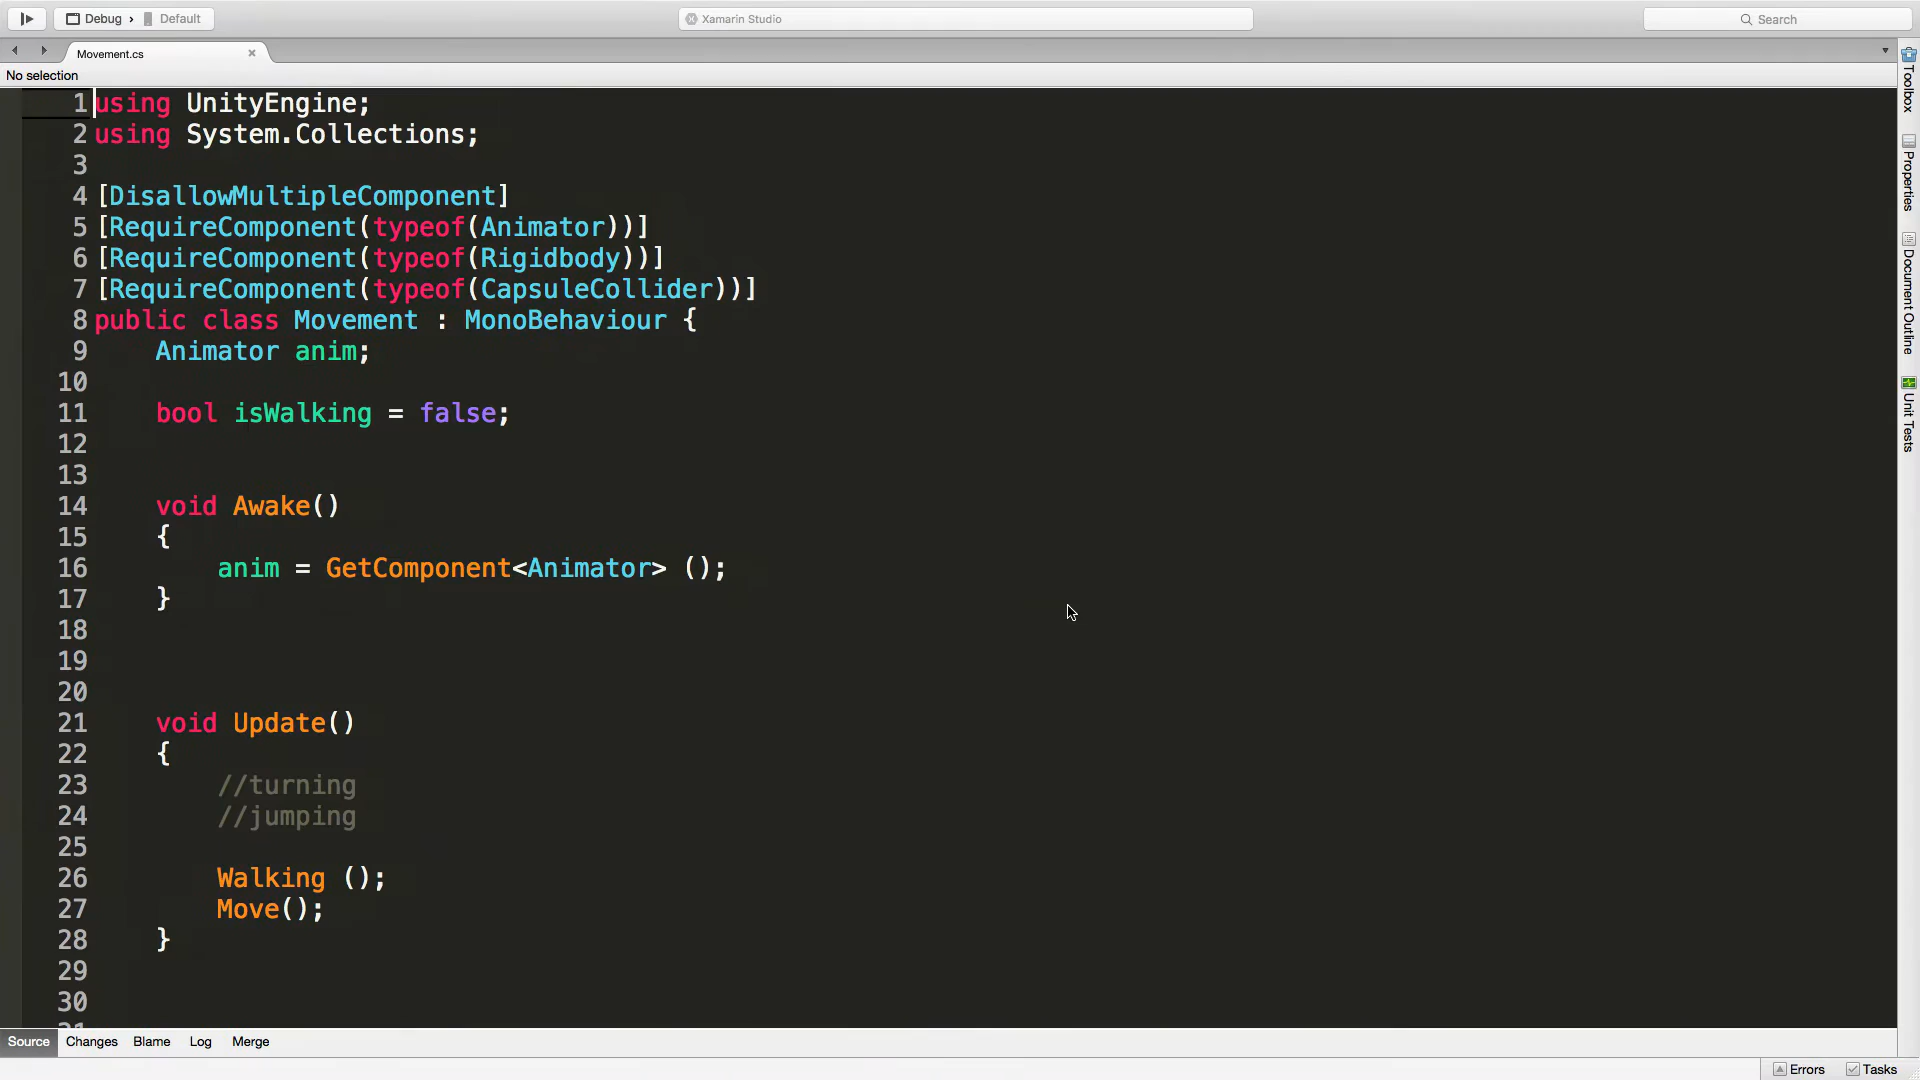 Debug › Default
Xamarin Studio
Search
Movement.cs
No selection
1 using UnityEngine;
2 using System.Collections;
3
4 [DisallowMultipleComponent]
5 [RequireComponent(typeof(Animator))]
6 [RequireComponent(typeof(Rigidbody))]
7 [RequireComponent(typeof(CapsuleCollider))]
8 public class Movement : MonoBehaviour {
9 Animator anim;
10
11 bool isWalking = false;
12
13
14 void Awake()
15 {
16 anim = GetComponent<Animator> ();
17 }
18
19
20
21 void Update()
22 {
23 //turning
24 //jumping
25
26 Walking ();
27 Move();
28 }
29
30
Toolbox
Properties
Document Outline
Unit Tests
Source Changes Blame Log Merge
Errors Tasks